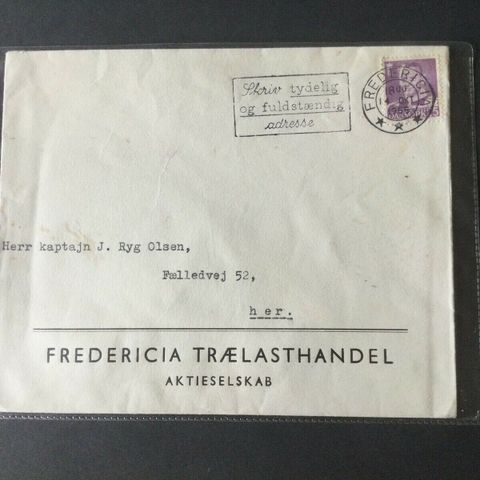 Skriv tydelig
og fuldstændig
adresse
FREDERICIA
Herr kaptajn J. Ryg Olsen,
Fælledvej 52,
her.
FREDERICIA TRÆLASTHANDEL
AKTIESELSKAB